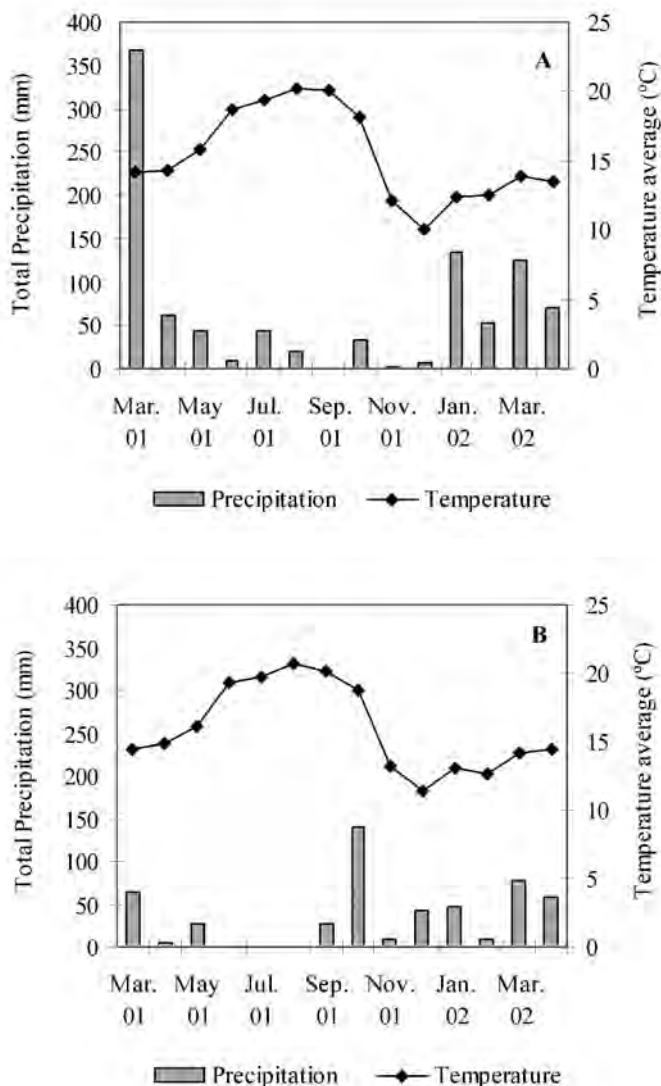 A
Total Precipitation (mm)
400
350
300
250
200
150
100
50
0
25
20
15
10
5
0
Temperature average (ºC)
Mar. May Jul. Sep. Nov. Jan. Mar.
01 01 01 01 01 02 02
Precipitation Temperature
B
Total Precipitation (mm)
400
350
300
250
200
150
100
50
0
25
20
15
10
5
0
Temperature average (ºC)
Mar. May Jul. Sep. Nov. Jan. Mar.
01 01 01 01 01 02 02
Precipitation Temperature